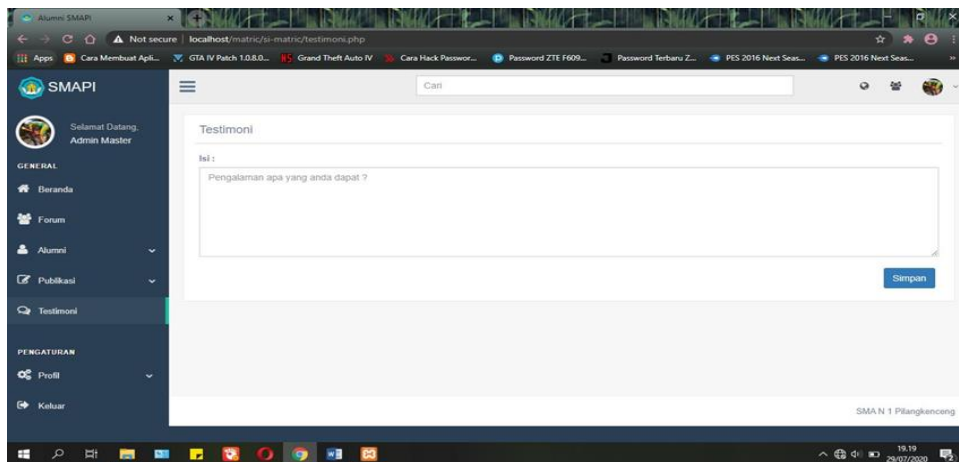 Alumni SMAPI
Not secure | localhost/matric/si-matric/testimoni.php
Apps Cara Membuat Apli... GTA IV Patch 1.0.8.0... Grand Theft Auto IV Cara Hack Passwor... Password ZTE F609... Password Terbaru Z... PES 2016 Next Seas... PES 2016 Next Seas...
SMAPI
Cari
Selamat Datang,
Admin Master
GENERAL
Beranda
Forum
Alumni
Publikasi
Testimoni
PENGATURAN
Profil
Keluar
Testimoni
Isi :
Pengalaman apa yang anda dapat ?
Simpan
SMA N 1 Pilangkenceng
19.19
29/07/2020